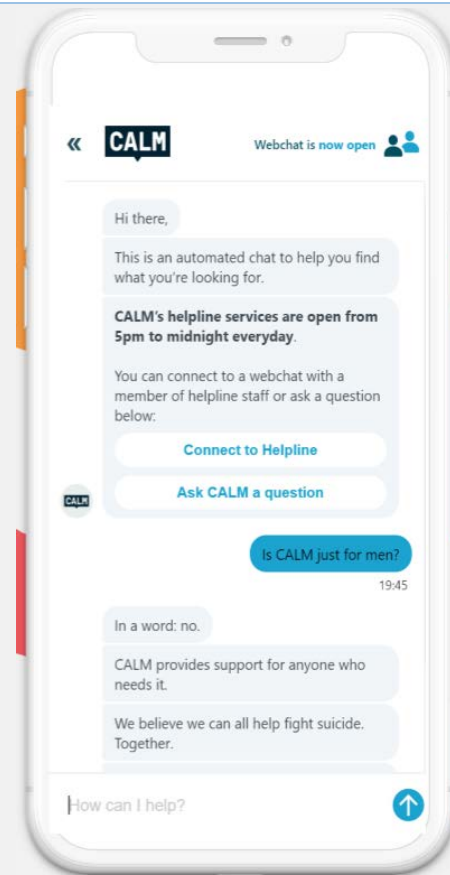 «
CALM
Webchat is now open
Hi there,
This is an automated chat to help you find
what you're looking for.
CALM's helpline services are open from
5pm to midnight everyday.
You can connect to a webchat with a
member of helpline staff or ask a question
below:
Connect to Helpline
Ask CALM a question
CALM
Is CALM just for men?
19:45
In a word: no.
CALM provides support for anyone who
needs it.
We believe we can all help fight suicide.
Together.
How can I help?